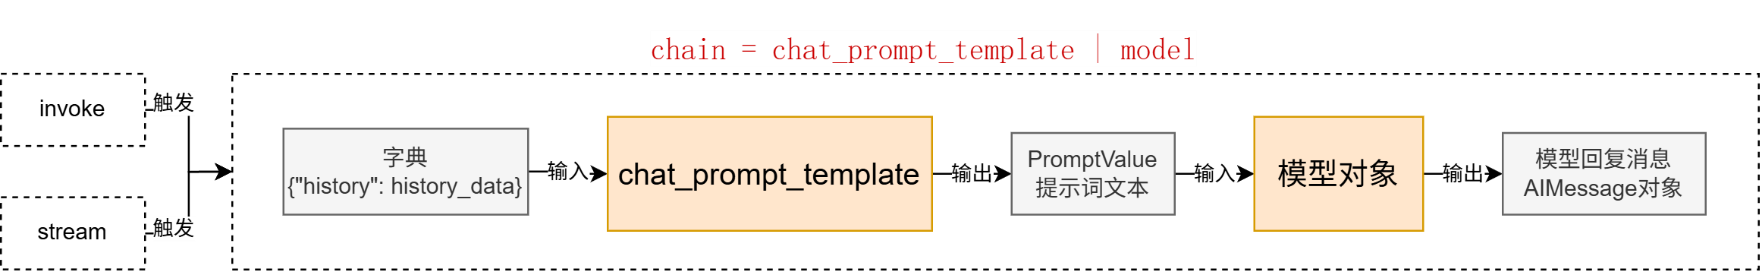 chain = chat_prompt_template | model
invoke
触发
stream
触发
字典
{"history": history_data}
输入
chat_prompt_template
输出
PromptValue
提示词文本
输入
模型对象
输出
模型回复消息
AIMessage对象